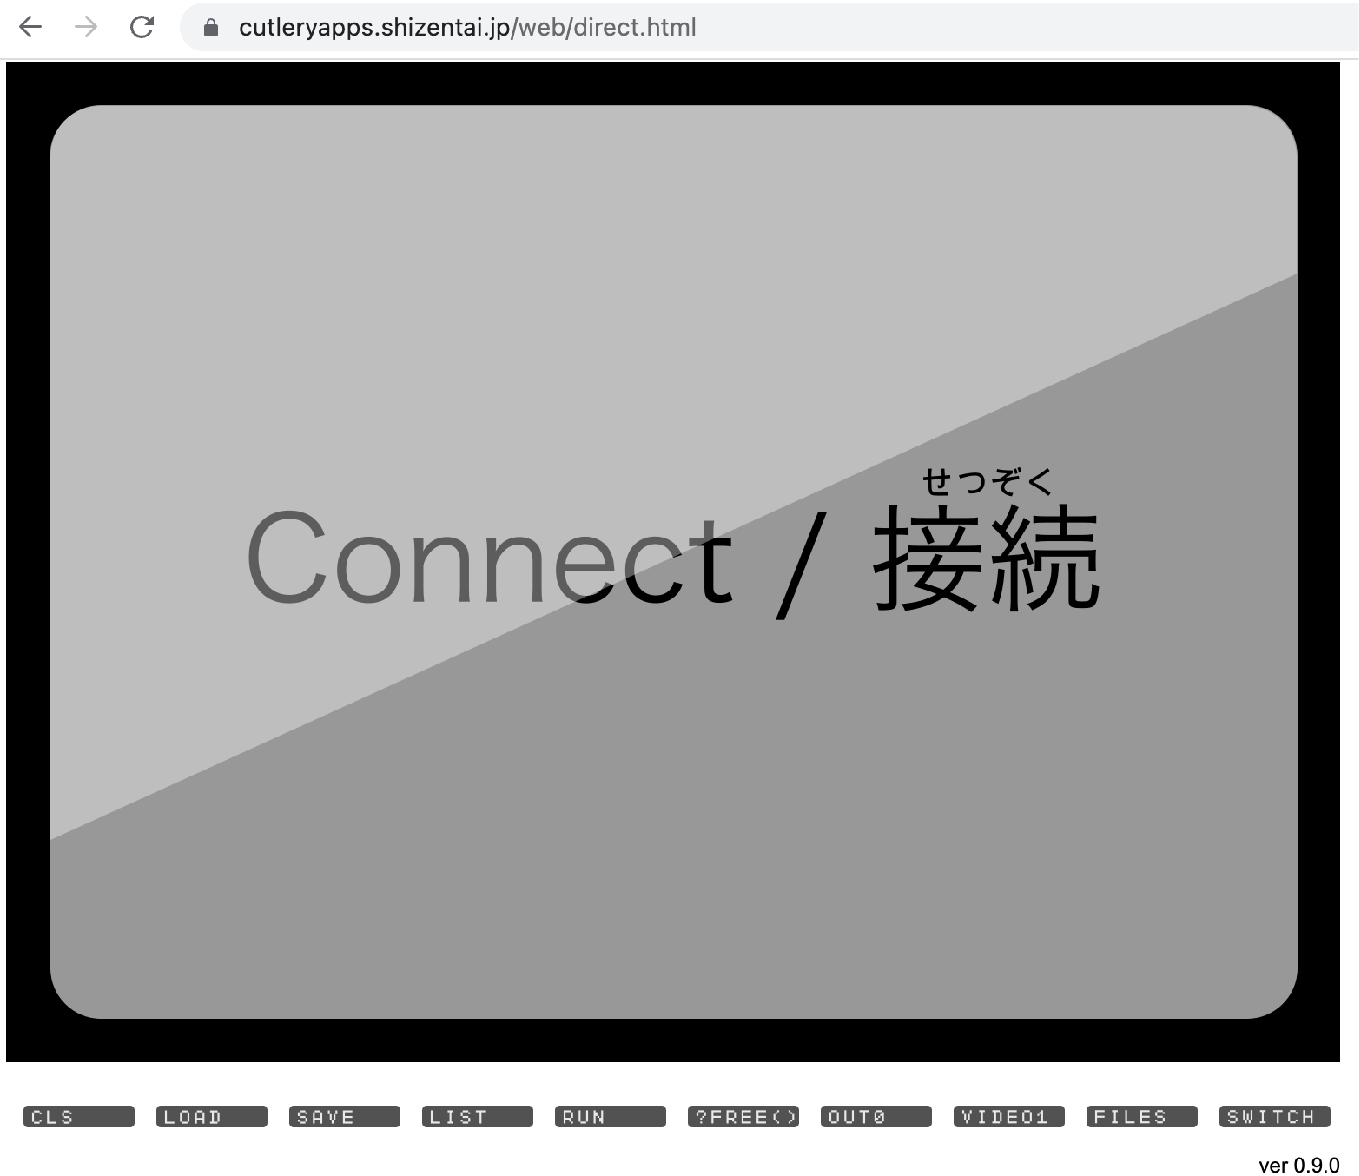 cutleryapps.shizentai.jp/web/direct.html
せつぞく
Connect / 接続
CLS LOAD SAVE LIST RUN ?FREE() OUT0 VIDEO1 FILES SWITCH
ver 0.9.0